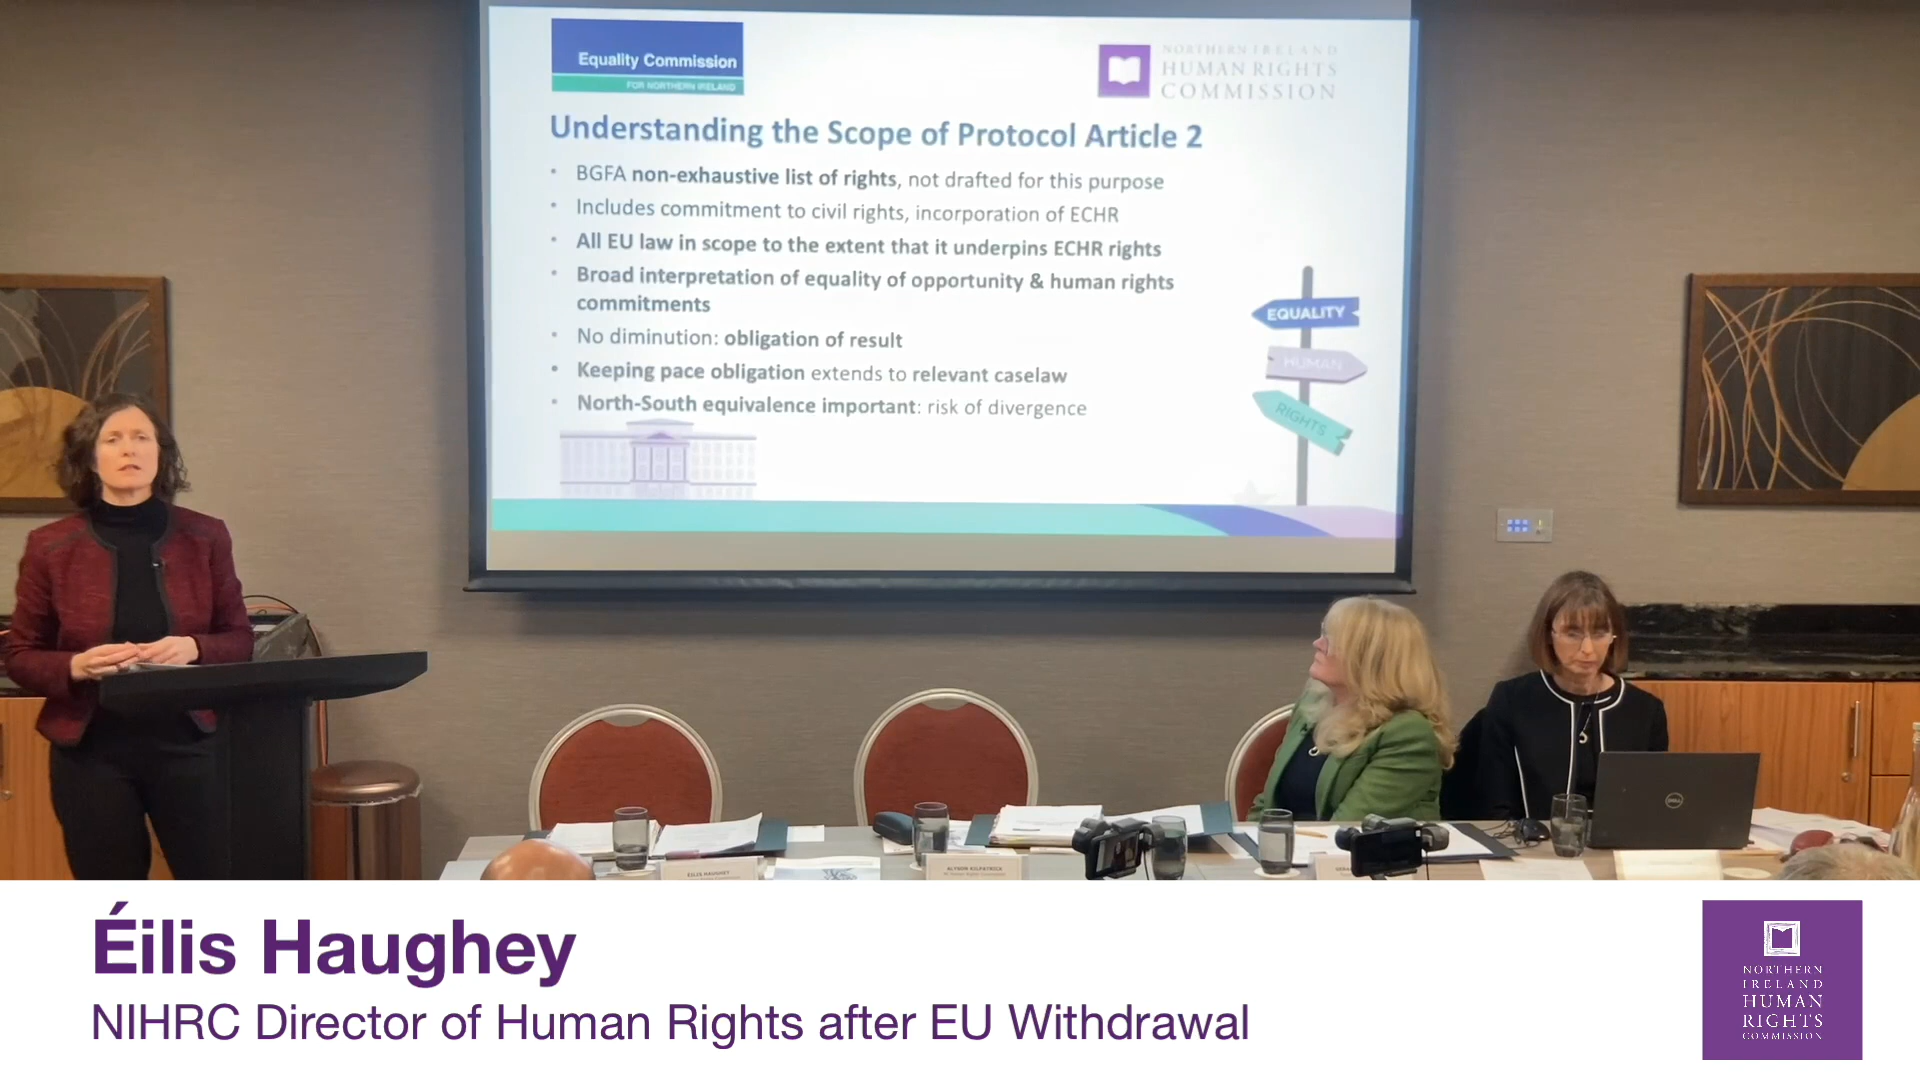 Equality Commission
FOR NORTHERN IRELAND
NORTHERN IRELAND
HUMAN RIGHTS
COMMISSION
Understanding the Scope of Protocol Article 2
• BGFA non-exhaustive list of rights, not drafted for this purpose
• Includes commitment to civil rights, incorporation of ECHR
• All EU law in scope to the extent that it underpins ECHR rights
• Broad interpretation of equality of opportunity & human rights
commitments
• No diminution: obligation of result
• Keeping pace obligation extends to relevant caselaw
• North-South equivalence important: risk of divergence
EQUALITY
HUMAN
RIGHTS
DELL
ÉILIS HAUGHEY
ALYSON KILPATRICK
Éilis Haughey
NIHRC Director of Human Rights after EU Withdrawal
NORTHERN
IRELAND
HUMAN
RIGHTS
COMMISSION